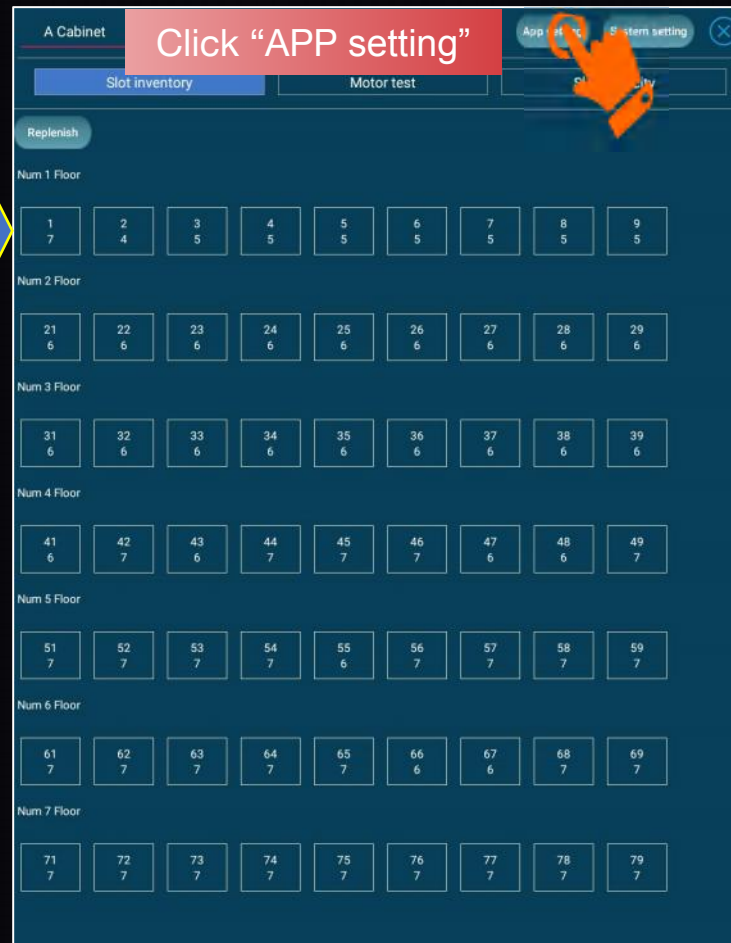 A Cabinet
Click “APP setting”
App setting
System setting
Slot inventory
Motor test
Replenish
Num 1 Floor
1 2 3 4 5 6 7 8 9
7 4 5 5 5 5 5 5 5
Num 2 Floor
21 22 23 24 25 26 27 28 29
6 6 6 6 6 6 6 6 6
Num 3 Floor
31 32 33 34 35 36 37 38 39
6 6 6 6 6 6 6 6 6
Num 4 Floor
41 42 43 44 45 46 47 48 49
6 7 6 7 7 7 6 6 7
Num 5 Floor
51 52 53 54 55 56 57 58 59
7 7 7 7 6 7 7 7 7
Num 6 Floor
61 62 63 64 65 66 67 68 69
7 7 7 7 7 6 6 7 7
Num 7 Floor
71 72 73 74 75 76 77 78 79
7 7 7 7 7 7 7 7 7